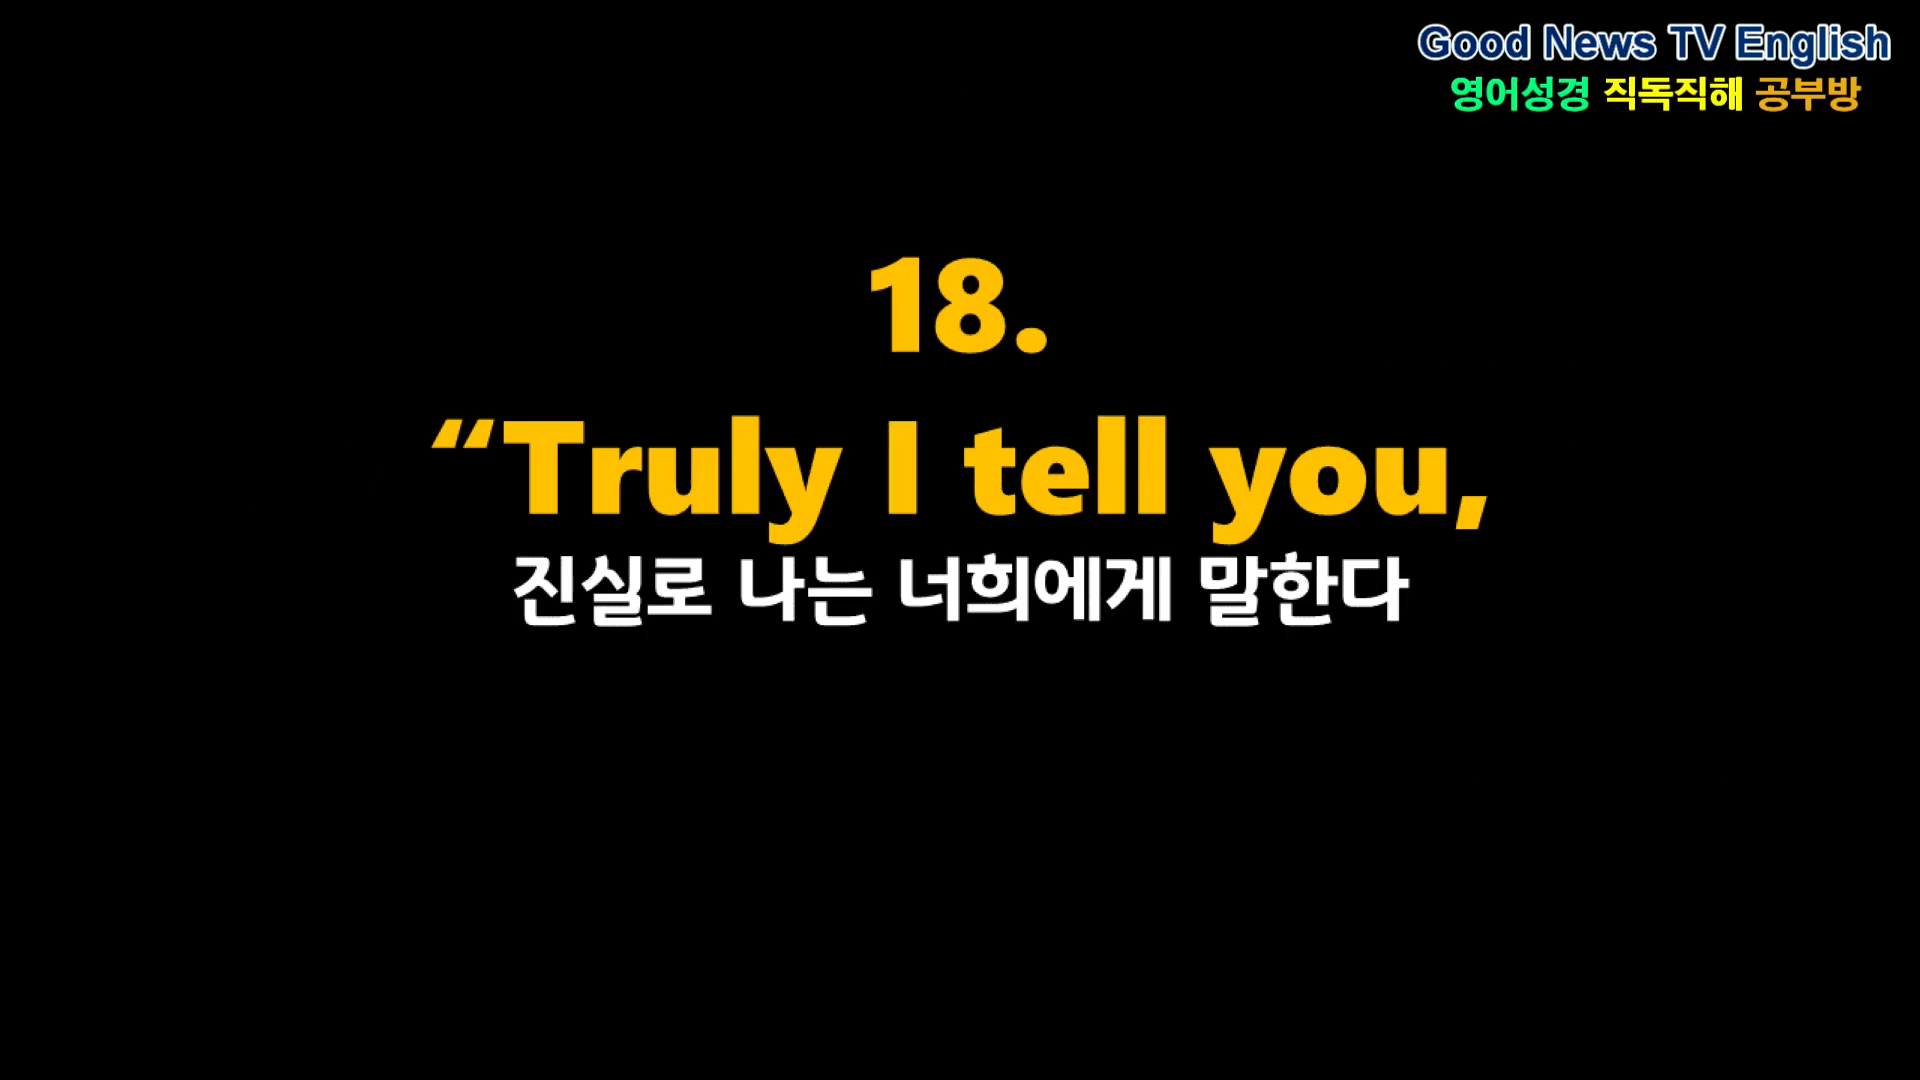 Good News TV English
영어성경 직독직해 공부방
18.
“Truly I tell you,
진실로 나는 너희에게 말한다